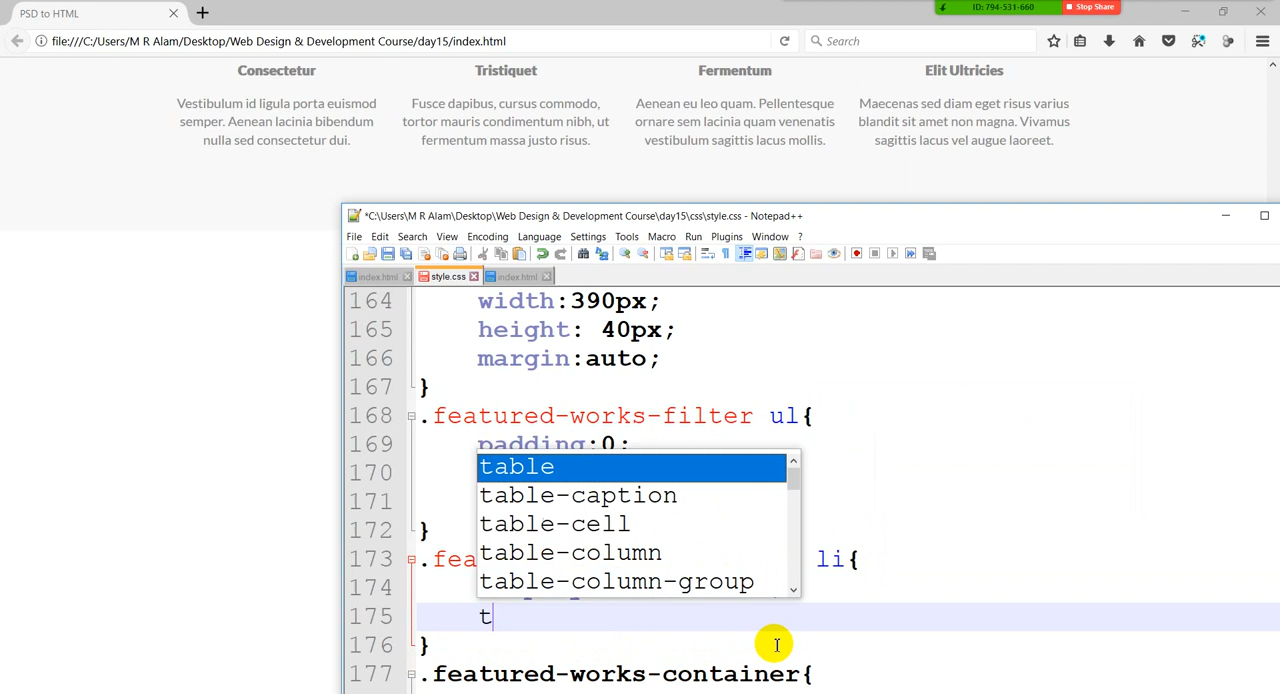 PSD to HTML
ID: 794-531-660
Stop Share
file:///C:/Users/M R Alam/Desktop/Web Design & Development Course/day15/index.html
Search
Consectetur Tristiquet Fermentum Elit Ultricies
Vestibulum id ligula porta euismod Fusce dapibus, cursus commodo, Aenean eu leo quam. Pellentesque Maecenas sed diam eget risus varius
semper. Aenean lacinia bibendum tortor mauris condimentum nibh, ut ornare sem lacinia quam venenatis blandit sit amet non magna. Vivamus
nulla sed consectetur dui. fermentum massa justo risus. vestibulum sagittis lacus mollis. sagittis lacus vel augue laoreet.
*C:\Users\M R Alam\Desktop\Web Design & Development Course\day15\css\style.css - Notepad++
File Edit Search View Encoding Language Settings Tools Macro Run Plugins Window ?
index.html style.css index.html
164 width:390px;
165 height: 40px;
166 margin:auto;
167 }
168 .featured-works-filter ul{
169 padding:0;
170
171
172 }
173 .fea li{
174
175 t
176 }
177 .featured-works-container{
table
table-caption
table-cell
table-column
table-column-group